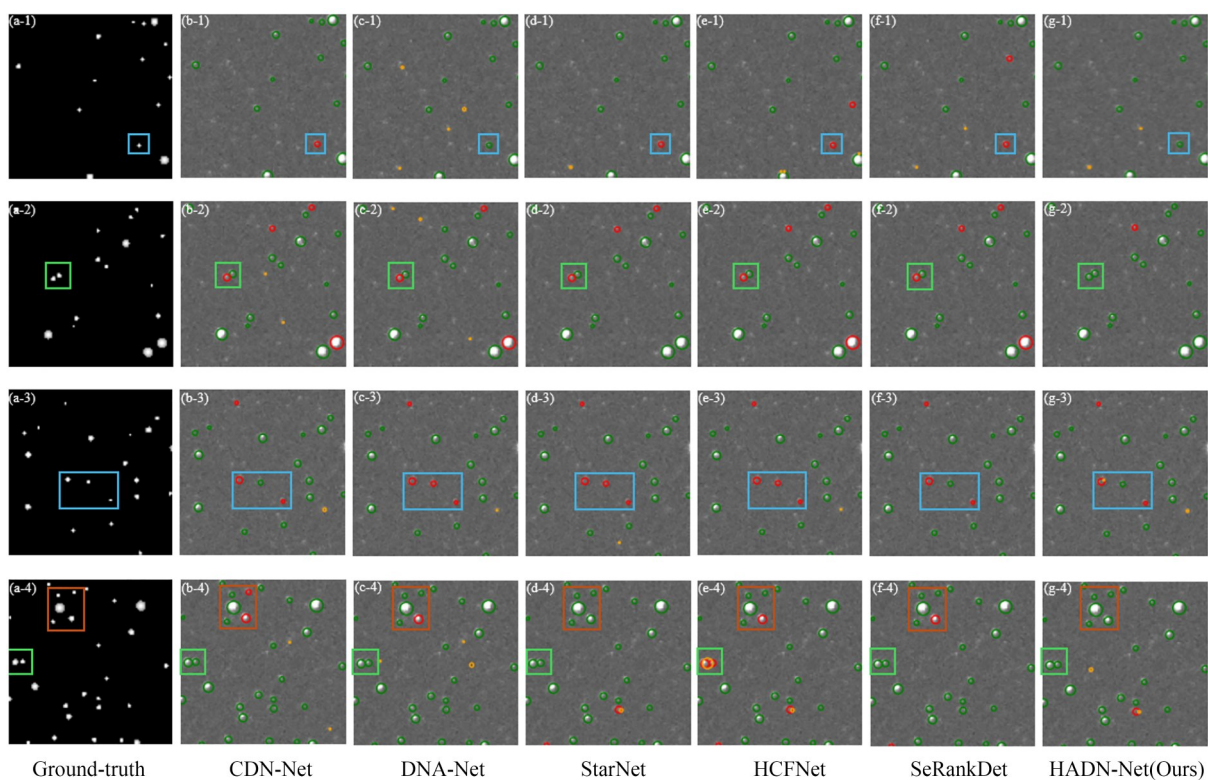 (a-1) (b-1) (c-1) (d-1) (e-1) (f-1) (g-1)
(a-2) (b-2) (c-2) (d-2) (e-2) (f-2) (g-2)
(a-3) (b-3) (c-3) (d-3) (e-3) (f-3) (g-3)
(a-4) (b-4) (c-4) (d-4) (e-4) (f-4) (g-4)
Ground-truth CDN-Net DNA-Net StarNet HCFNet SeRankDet HADN-Net(Ours)